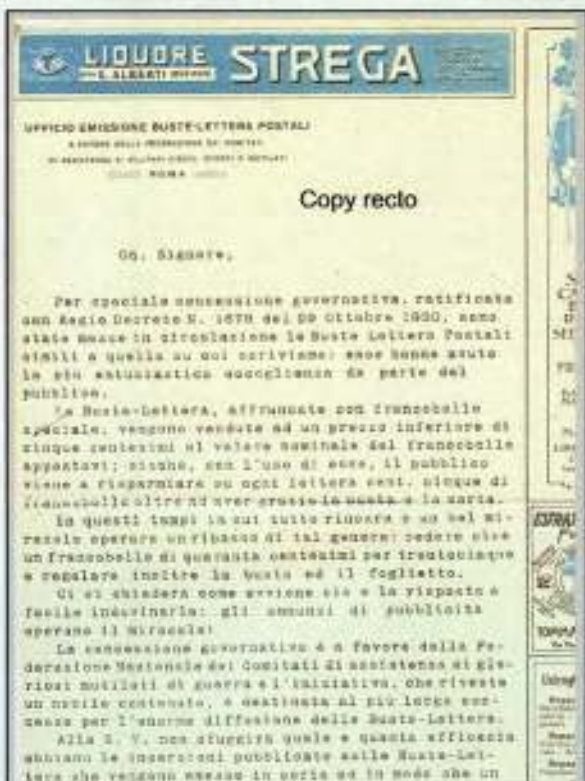 LIQUORE
S. ALBERTI
STREGA
UFFICIO EMISSIONE BUSTE-LETTERA POSTALI
ROMA
Copy recto
On. Signore,
Per speciale concessione governativa, ratificata
con Regio Decreto N. 1678 del 29 Ottobre 1920, sono
state messe in circolazione le Buste Lettera Postali
simili a quella su cui scriviamo; esse hanno avuto
la più entusiastica accoglienza da parte del
pubblico.
La Busta-Lettera, affrancate con francobollo
speciale, vengono vendute ad un prezzo inferiore di
cinque centesimi al valore nominale del francobollo
appostovi; sicchè, con l'uso di esse, il pubblico
viene a risparmiare su ogni lettera cent. cinque di
francobollo oltre ad aver gratis la busta e la carta.
In questi tempi in cui tutto rincara è un bel mi-
racolo operare un ribasso di tal genere: cedere cioè
un francobollo di quaranta centesimi per trentacinque
e regalare inoltre la busta ed il foglietto.
Ci si chiederà come avviene ciò e la risposta è
facile indovinarla: gli annunzi di pubblicità
operano il miracolo!
La concessione governativa è a favore della Fe-
derazione Nazionale dei Comitati di assistenza ai glo-
riosi mutilati di guerra e l'iniziativa, che riveste
un nobile contenuto, è destinata al più largo suc-
cesso per l'enorme diffusione delle Buste-Lettere.
Alla S. V. non sfuggirà quale e quanta efficacia
abbiano le inserzioni pubblicate sulle Buste-Let-
tera che vengono messe in in modo che un